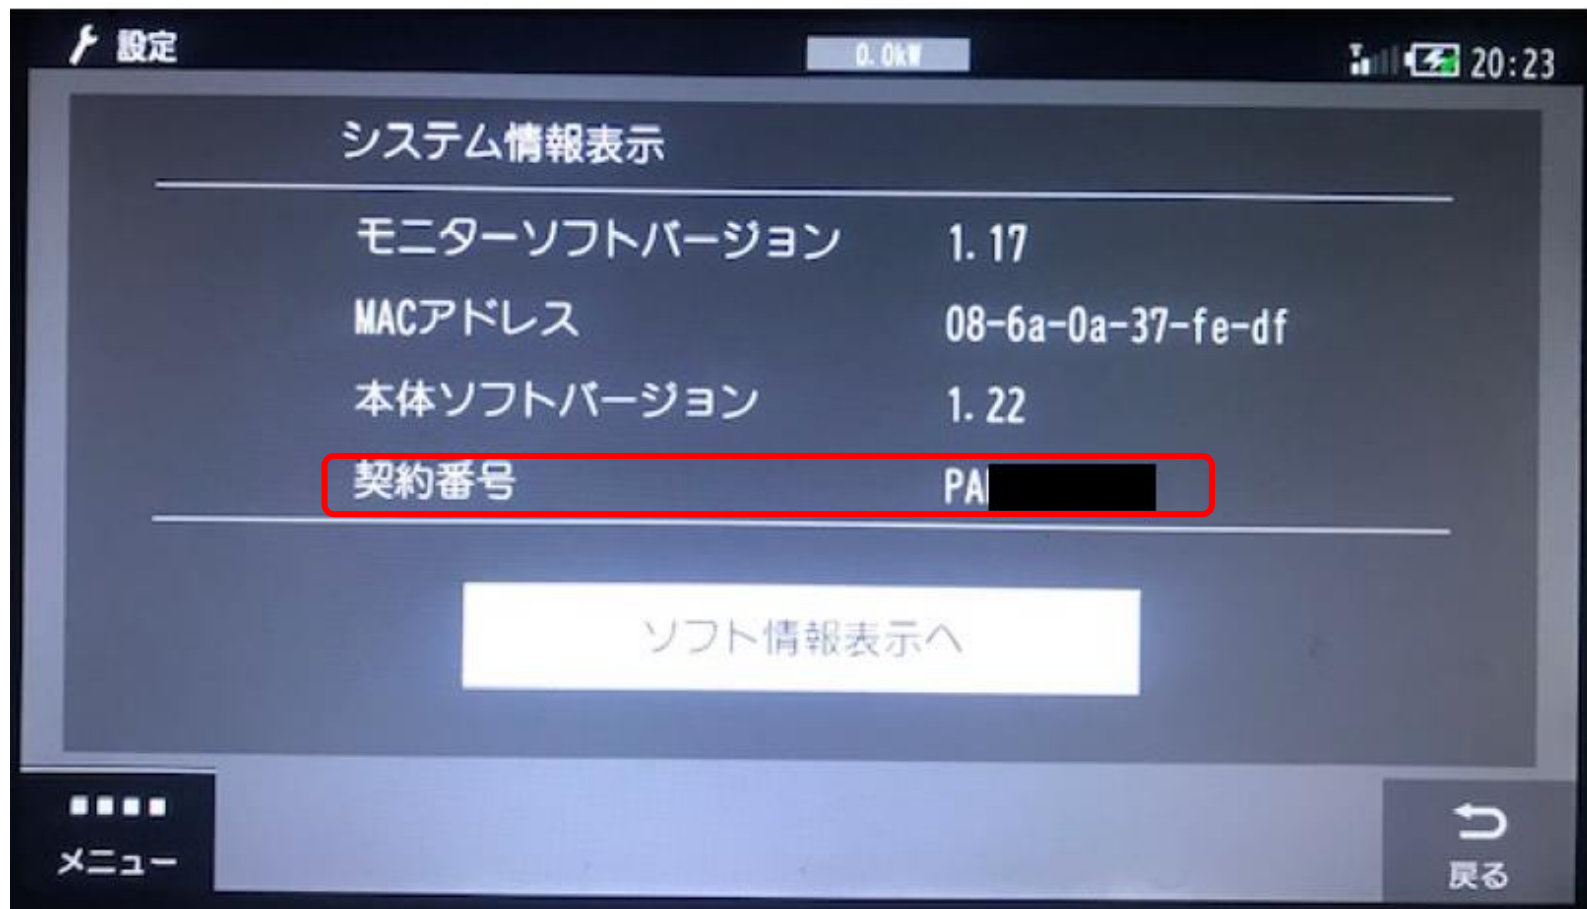 設定
0.0kW
20:23
システム情報表示
モニターソフトバージョン 1.17
MACアドレス 08-6a-0a-37-fe-df
本体ソフトバージョン 1.22
契約番号 PA
ソフト情報表示へ
メニュー
戻る